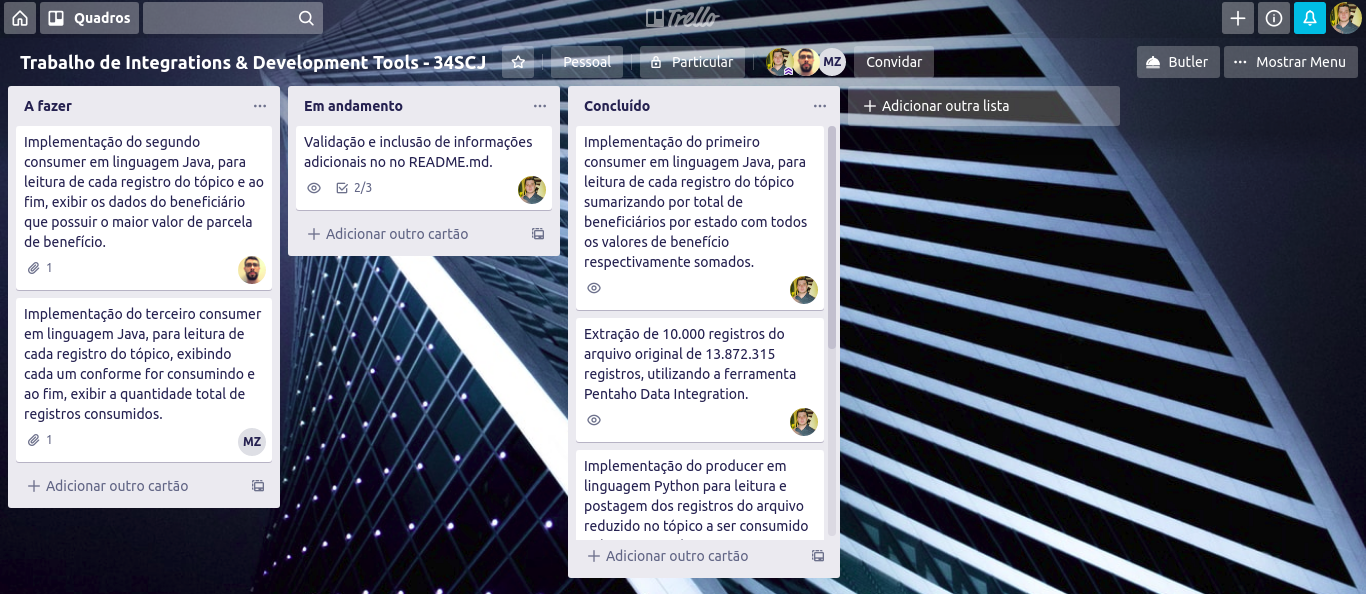 Quadros
Trello
Trabalho de Integrations & Development Tools - 34SCJ
Pessoal
Particular
MZ
Convidar
Butler
Mostrar Menu
A fazer
Implementação do segundo
consumer em linguagem Java, para
leitura de cada registro do tópico e ao
fim, exibir os dados do beneficiário
que possuir o maior valor de parcela
de benefício.
1
Implementação do terceiro consumer
em linguagem Java, para leitura de
cada registro do tópico, exibindo
cada um conforme for consumindo e
ao fim, exibir a quantidade total de
registros consumidos.
1
MZ
Adicionar outro cartão
Em andamento
Validação e inclusão de informações
adicionais no no README.md.
2/3
Adicionar outro cartão
Concluído
Implementação do primeiro
consumer em linguagem Java, para
leitura de cada registro do tópico
sumarizando por total de
beneficiários por estado com todos
os valores de benefício
respectivamente somados.
Extração de 10.000 registros do
arquivo original de 13.872.315
registros, utilizando a ferramenta
Pentaho Data Integration.
Implementação do producer em
linguagem Python para leitura e
postagem dos registros do arquivo
reduzido no tópico a ser consumido
Adicionar outro cartão
Adicionar outra lista